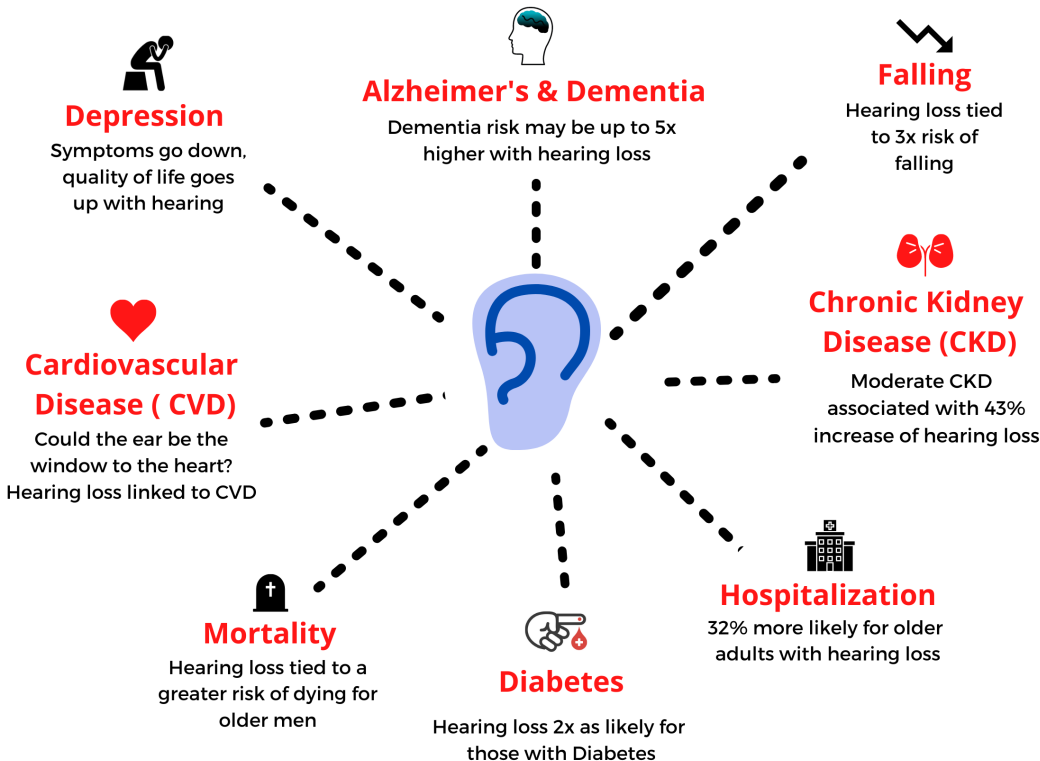 Depression
Symptoms go down,
quality of life goes
up with hearing
Alzheimer's & Dementia
Dementia risk may be up to 5x
higher with hearing loss
Falling
Hearing loss tied
to 3x risk of
falling
Chronic Kidney
Disease (CKD)
Moderate CKD
associated with 43%
increase of hearing loss
Cardiovascular
Disease ( CVD)
Could the ear be the
window to the heart?
Hearing loss linked to CVD
Hospitalization
32% more likely for older
adults with hearing loss
Mortality
Hearing loss tied to a
greater risk of dying for
older men
Diabetes
Hearing loss 2x as likely for
those with Diabetes